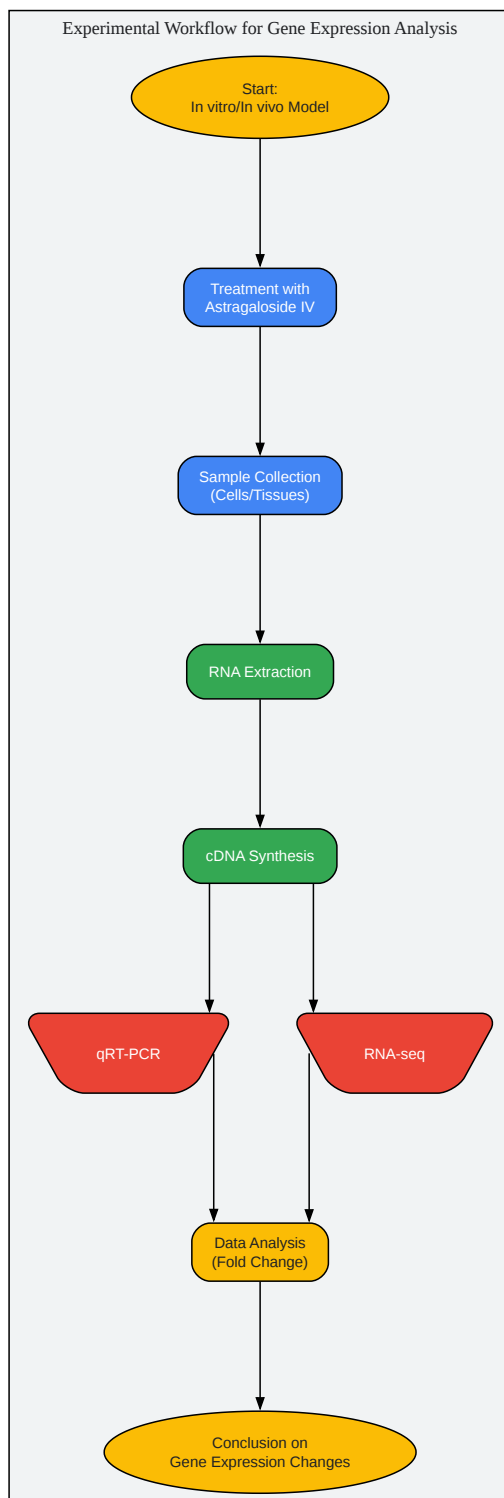 Experimental Workflow for Gene Expression Analysis
Start:
In vitro/In vivo Model
Treatment with
Astragaloside IV
Sample Collection
(Cells/Tissues)
RNA Extraction
cDNA Synthesis
qRT-PCR
RNA-seq
Data Analysis
(Fold Change)
Conclusion on
Gene Expression Changes